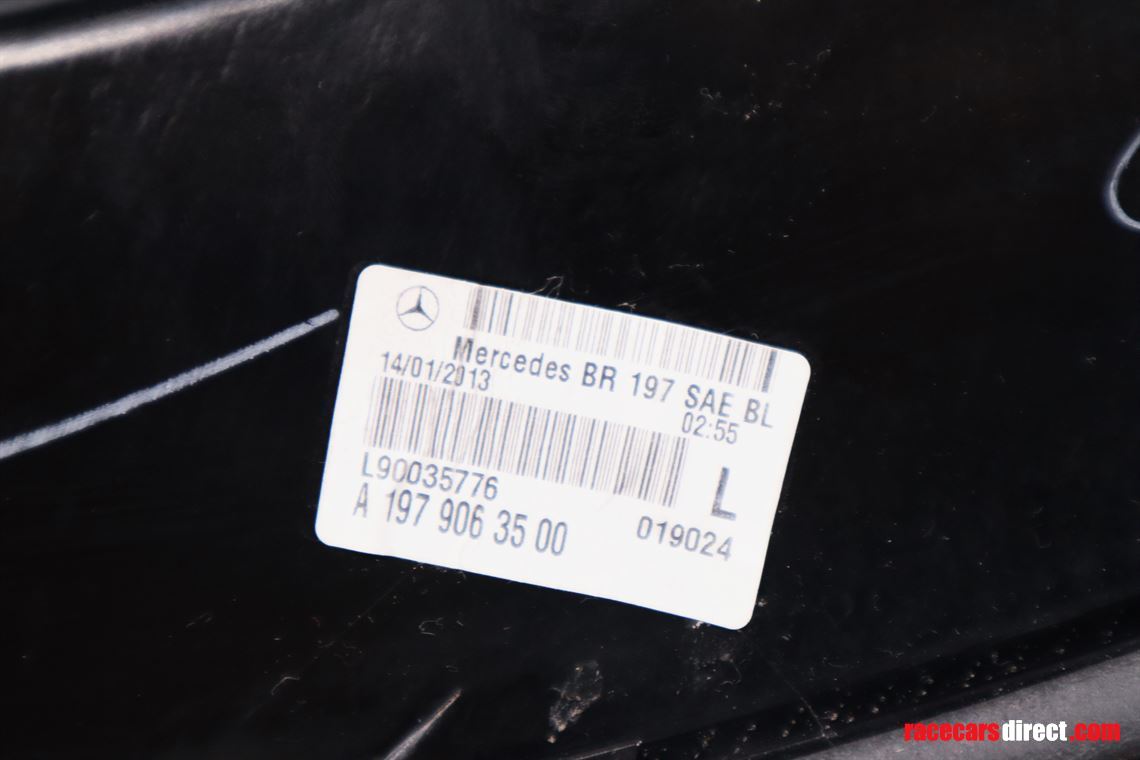 Mercedes BR 197 SAE BL
14/01/2013 02:55
L90035776 L
A 197 906 35 00 019024
racecarsdirect.com